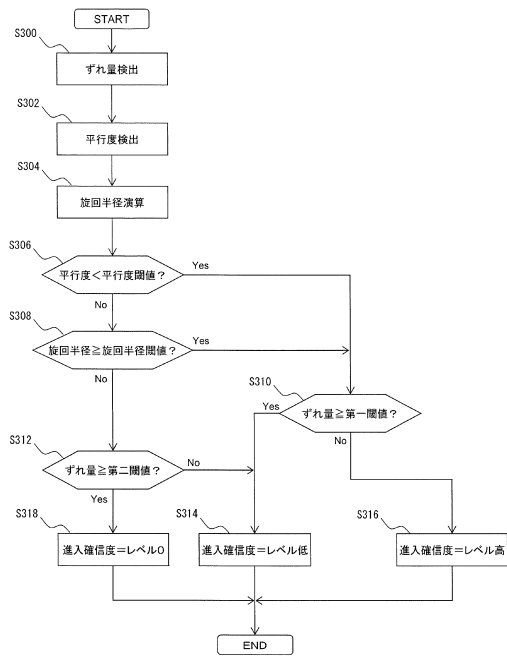 START
S300
ずれ量検出
S302
平行度検出
S304
旋回半径演算
S306
平行度＜平行度閾値？
Yes
No
S308
旋回半径≧旋回半径閾値？
Yes
No
S310
ずれ量≧第一閾値？
Yes
No
S312
ずれ量≧第二閾値？
No
Yes
S318
進入確信度＝レベル0
S314
進入確信度＝レベル低
S316
進入確信度＝レベル高
END